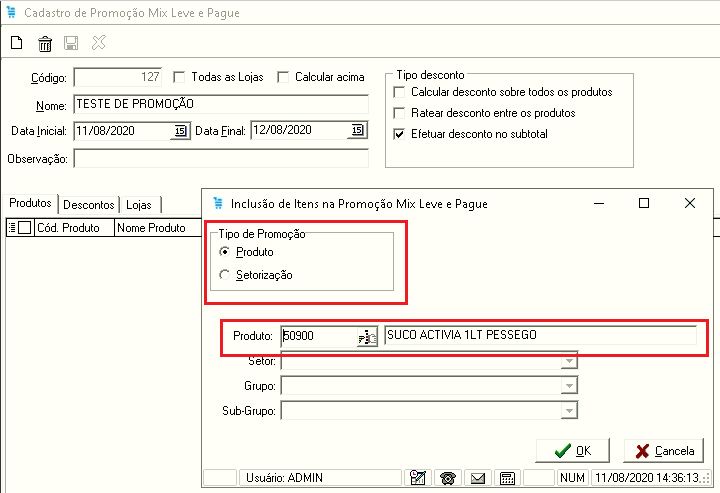 Cadastro de Promoção Mix Leve e Pague
Código: 127 Todas as Lojas Calcular acima
Nome: TESTE DE PROMOÇÃO
Data Inicial: 11/08/2020 15 Data Final: 12/08/2020 15
Observação:
Tipo desconto
Calcular desconto sobre todos os produtos
Ratear desconto entre os produtos
Efetuar desconto no subtotal
Produtos Descontos Lojas
Cód. Produto Nome Produto
Inclusão de Itens na Promoção Mix Leve e Pague
Tipo de Promoção
Produto
Setorização
Produto: 50900 SUCO ACTIVIA 1LT PESSEGO
Setor:
Grupo:
Sub-Grupo:
OK Cancela
Usuário: ADMIN NUM 11/08/2020 14:36:13